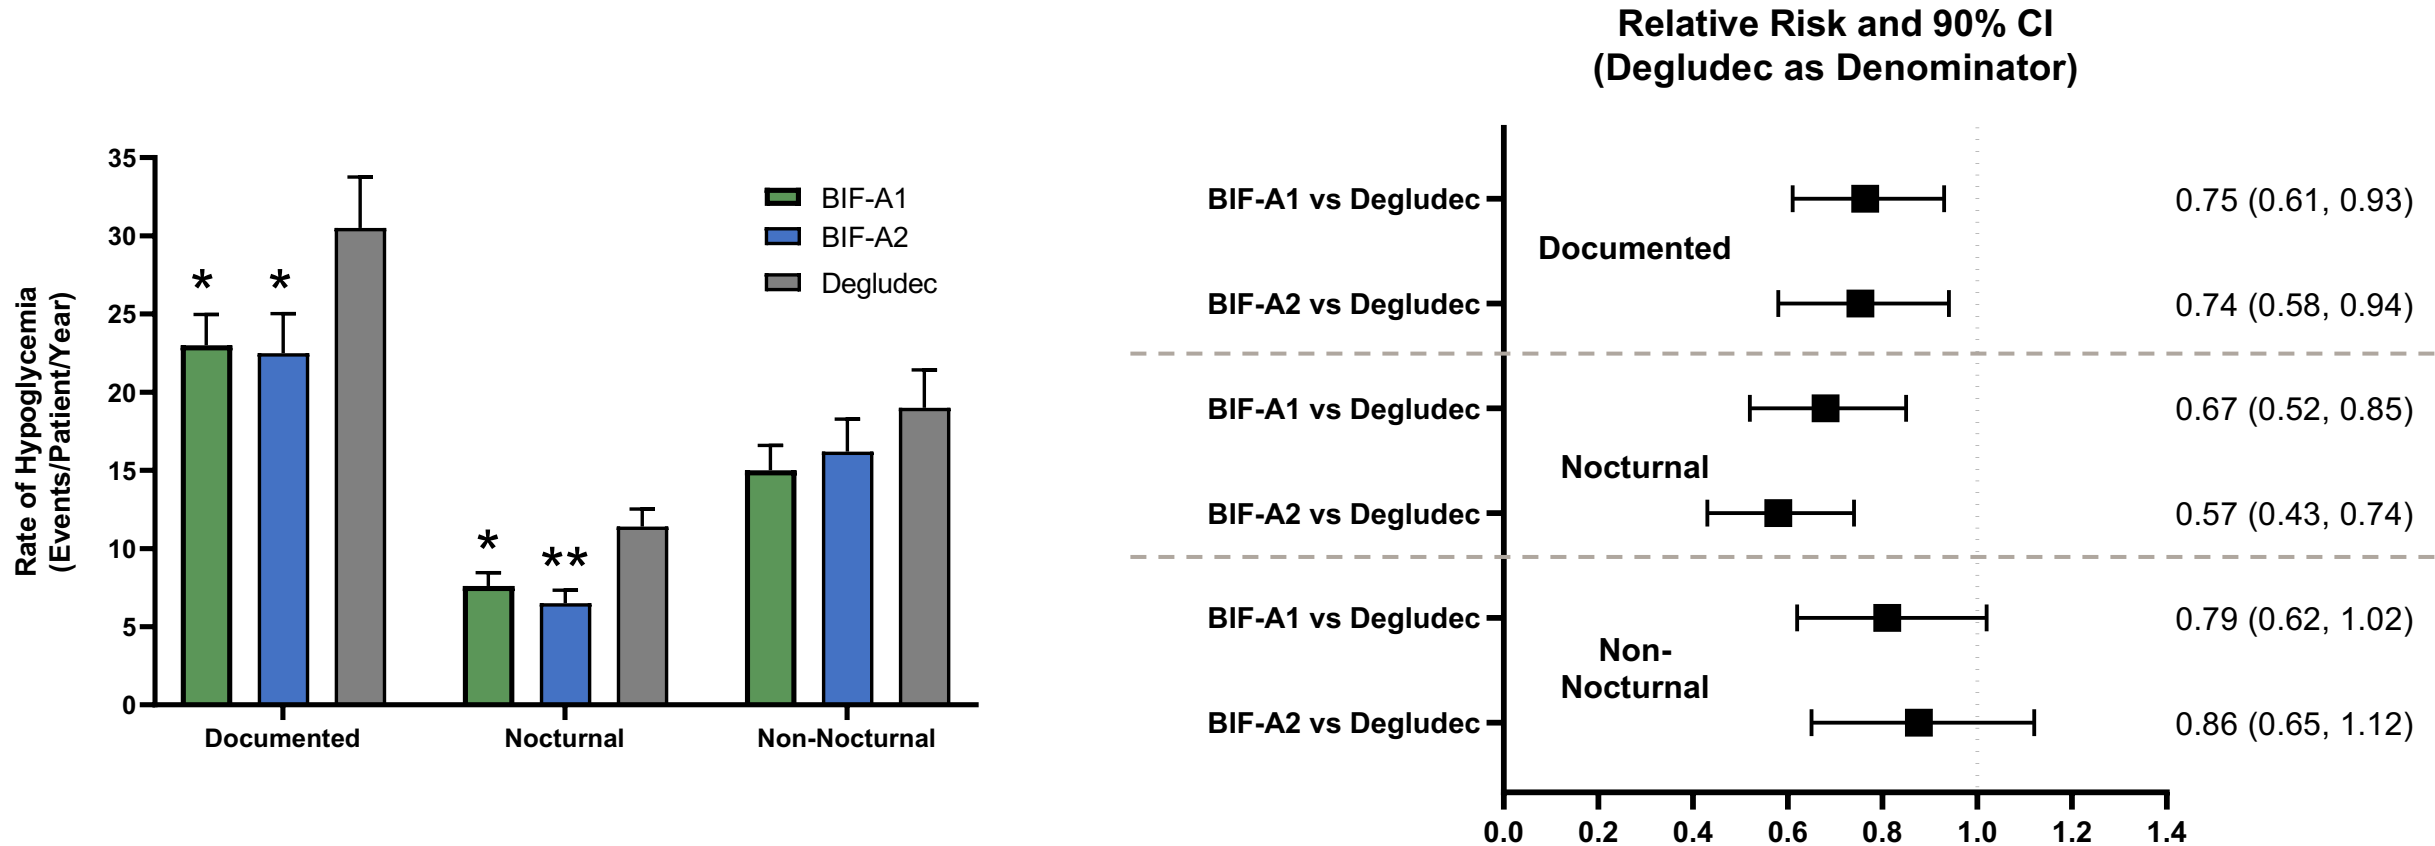 Rate of Hypoglycemia
(Events/Patient/Year)
35
30
25
20
15
10
5
0
* *
* **
BIF-A1
BIF-A2
Degludec
Documented Nocturnal Non-Nocturnal
Relative Risk and 90% CI
(Degludec as Denominator)
BIF-A1 vs Degludec 0.75 (0.61, 0.93)
Documented
BIF-A2 vs Degludec 0.74 (0.58, 0.94)
BIF-A1 vs Degludec 0.67 (0.52, 0.85)
Nocturnal
BIF-A2 vs Degludec 0.57 (0.43, 0.74)
BIF-A1 vs Degludec 0.79 (0.62, 1.02)
Non-
Nocturnal
BIF-A2 vs Degludec 0.86 (0.65, 1.12)
0.0 0.2 0.4 0.6 0.8 1.0 1.2 1.4